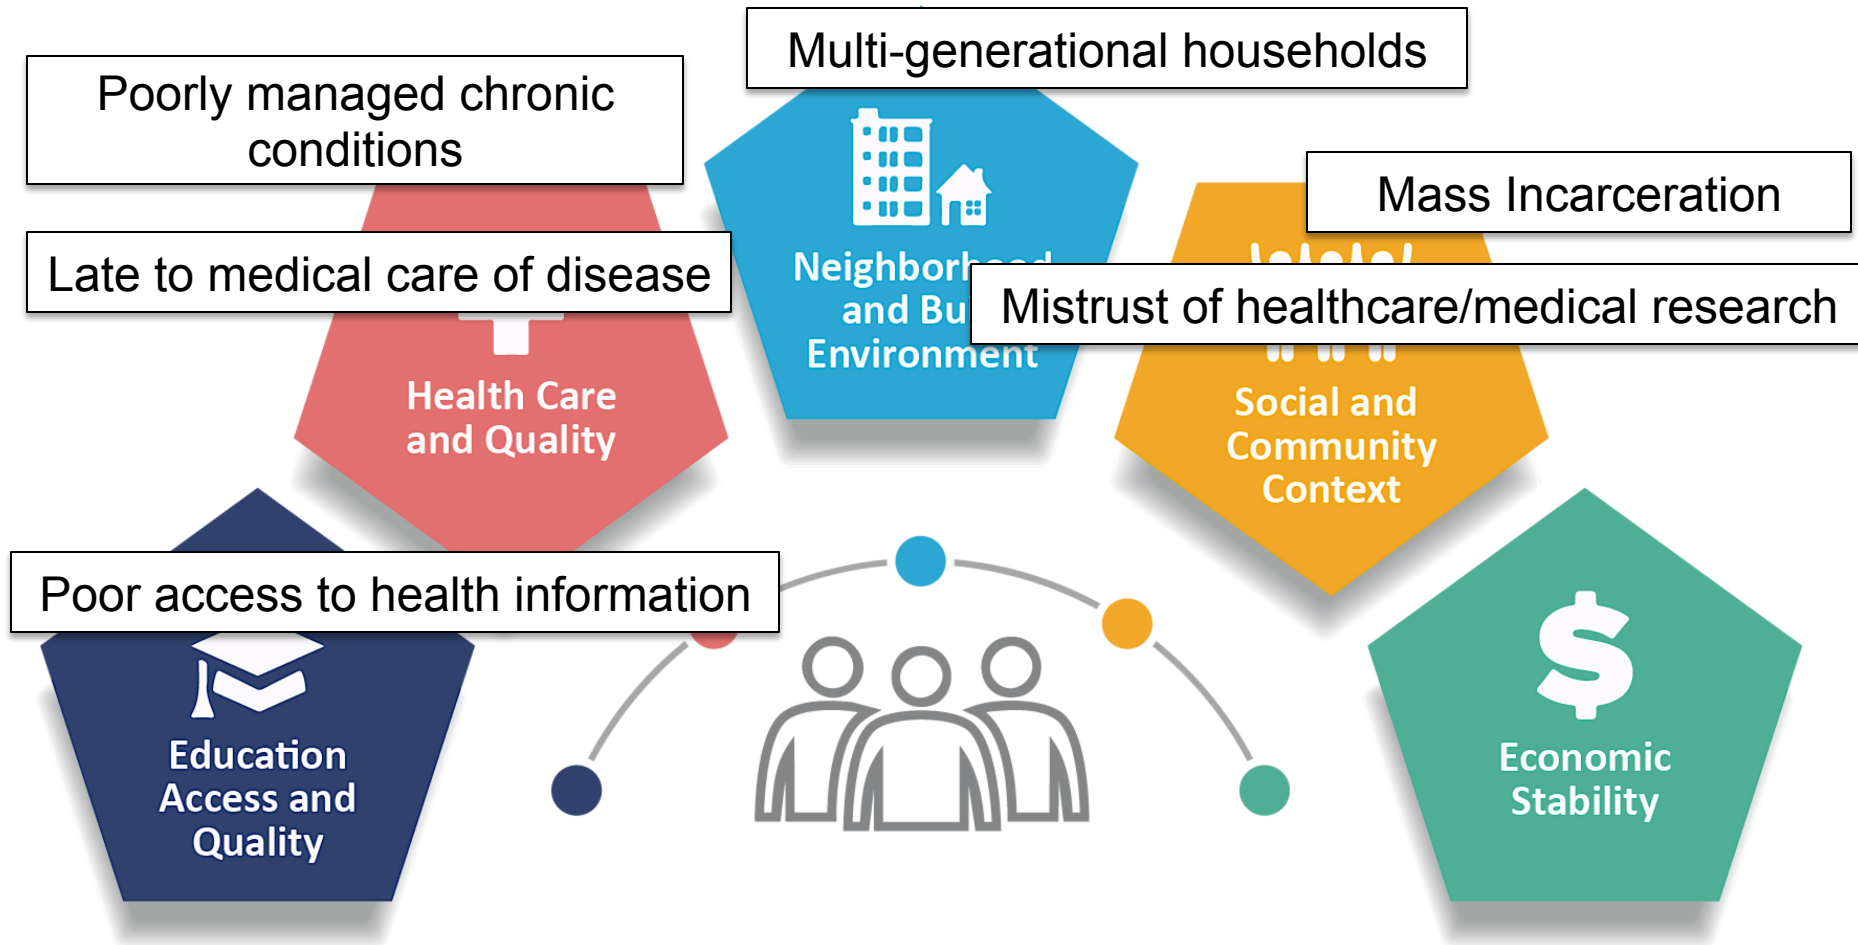 Multi-generational households
Poorly managed chronic
conditions
Mass Incarceration
Late to medical care of disease
Mistrust of healthcare/medical research
and
Environment
Health Care
and Quality
Social and
Community
Context
Poor access to health information
Education
Access and
Quality
$
Economic
Stability